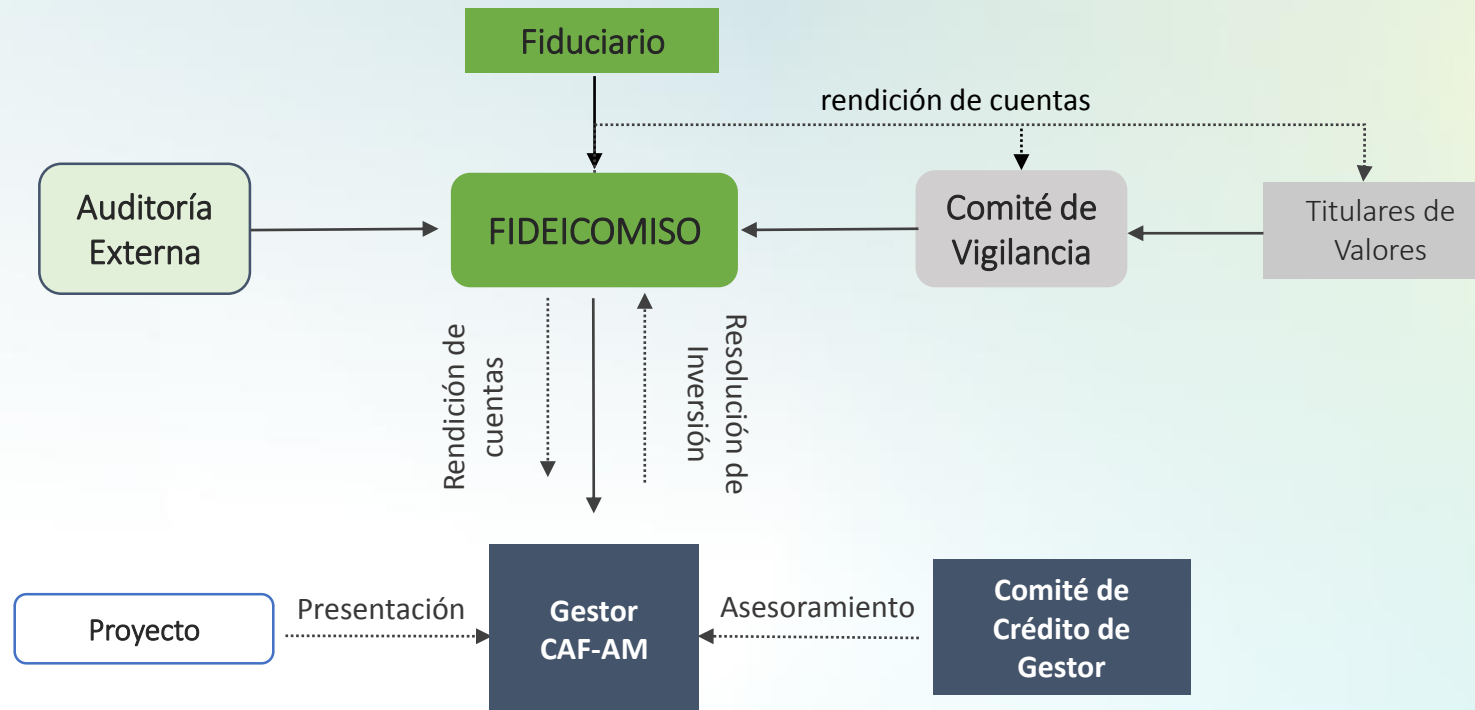 Fiduciario
rendición de cuentas
Auditoría
Externa
FIDEICOMISO
Comité de
Vigilancia
Titulares de
Valores
Rendición de
cuentas
Resolución de
Inversión
Proyecto
Presentación
Gestor
CAF-AM
Asesoramiento
Comité de
Crédito de
Gestor